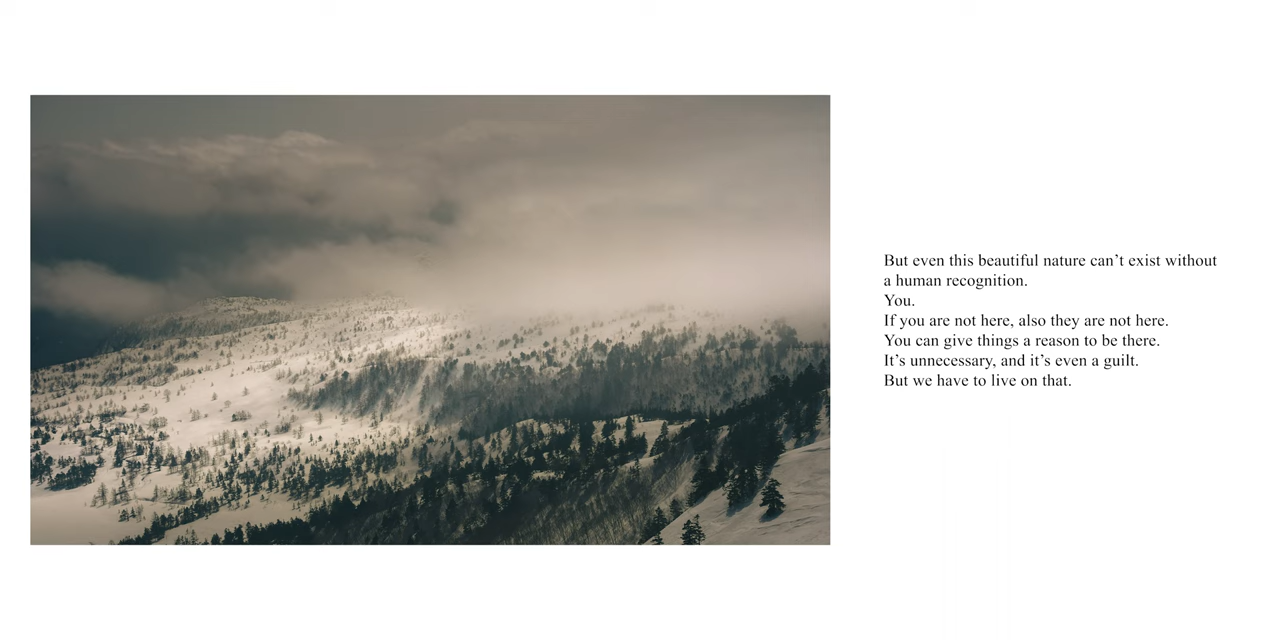 But even this beautiful nature can’t exist without
a human recognition.
You.
If you are not here, also they are not here.
You can give things a reason to be there.
It’s unnecessary, and it’s even a guilt.
But we have to live on that.